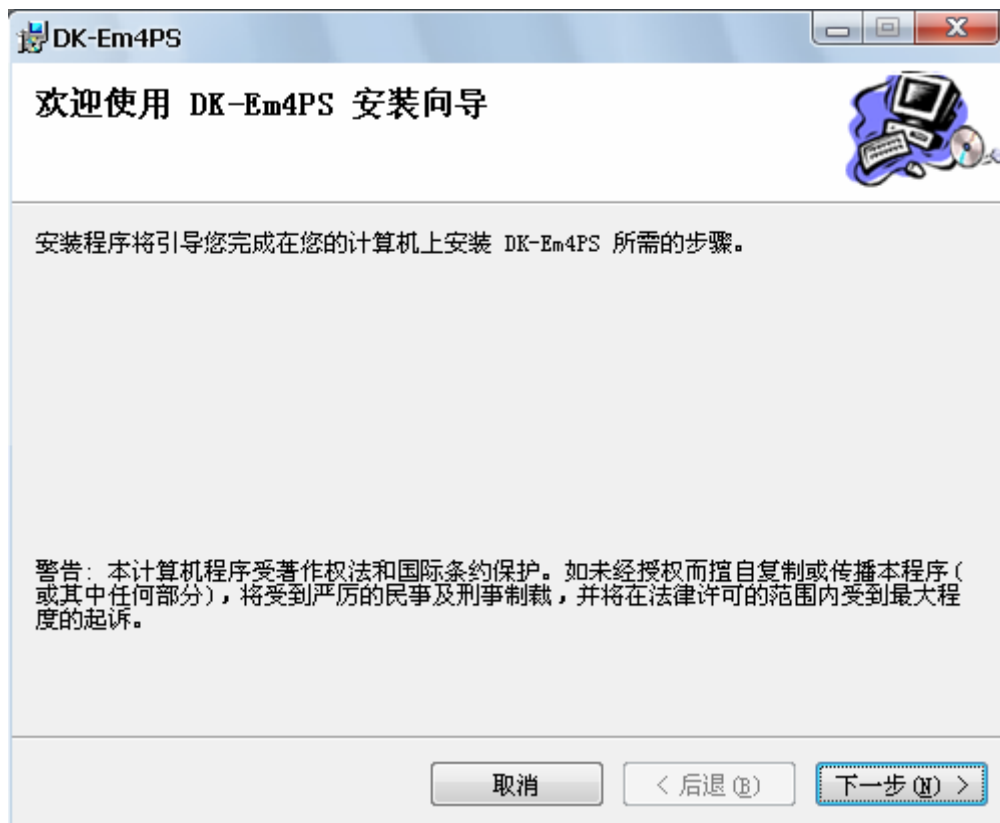 DK-Em4PS
欢迎使用 DK-Em4PS 安装向导
安装程序将引导您完成在您的计算机上安装 DK-Em4PS 所需的步骤。
警告: 本计算机程序受著作权法和国际条约保护。如未经授权而擅自复制或传播本程序(
或其中任何部分)，将受到严厉的民事及刑事制裁，并将在法律许可的范围内受到最大程
度的起诉。
取消
< 后退(B)
下一步(N) >